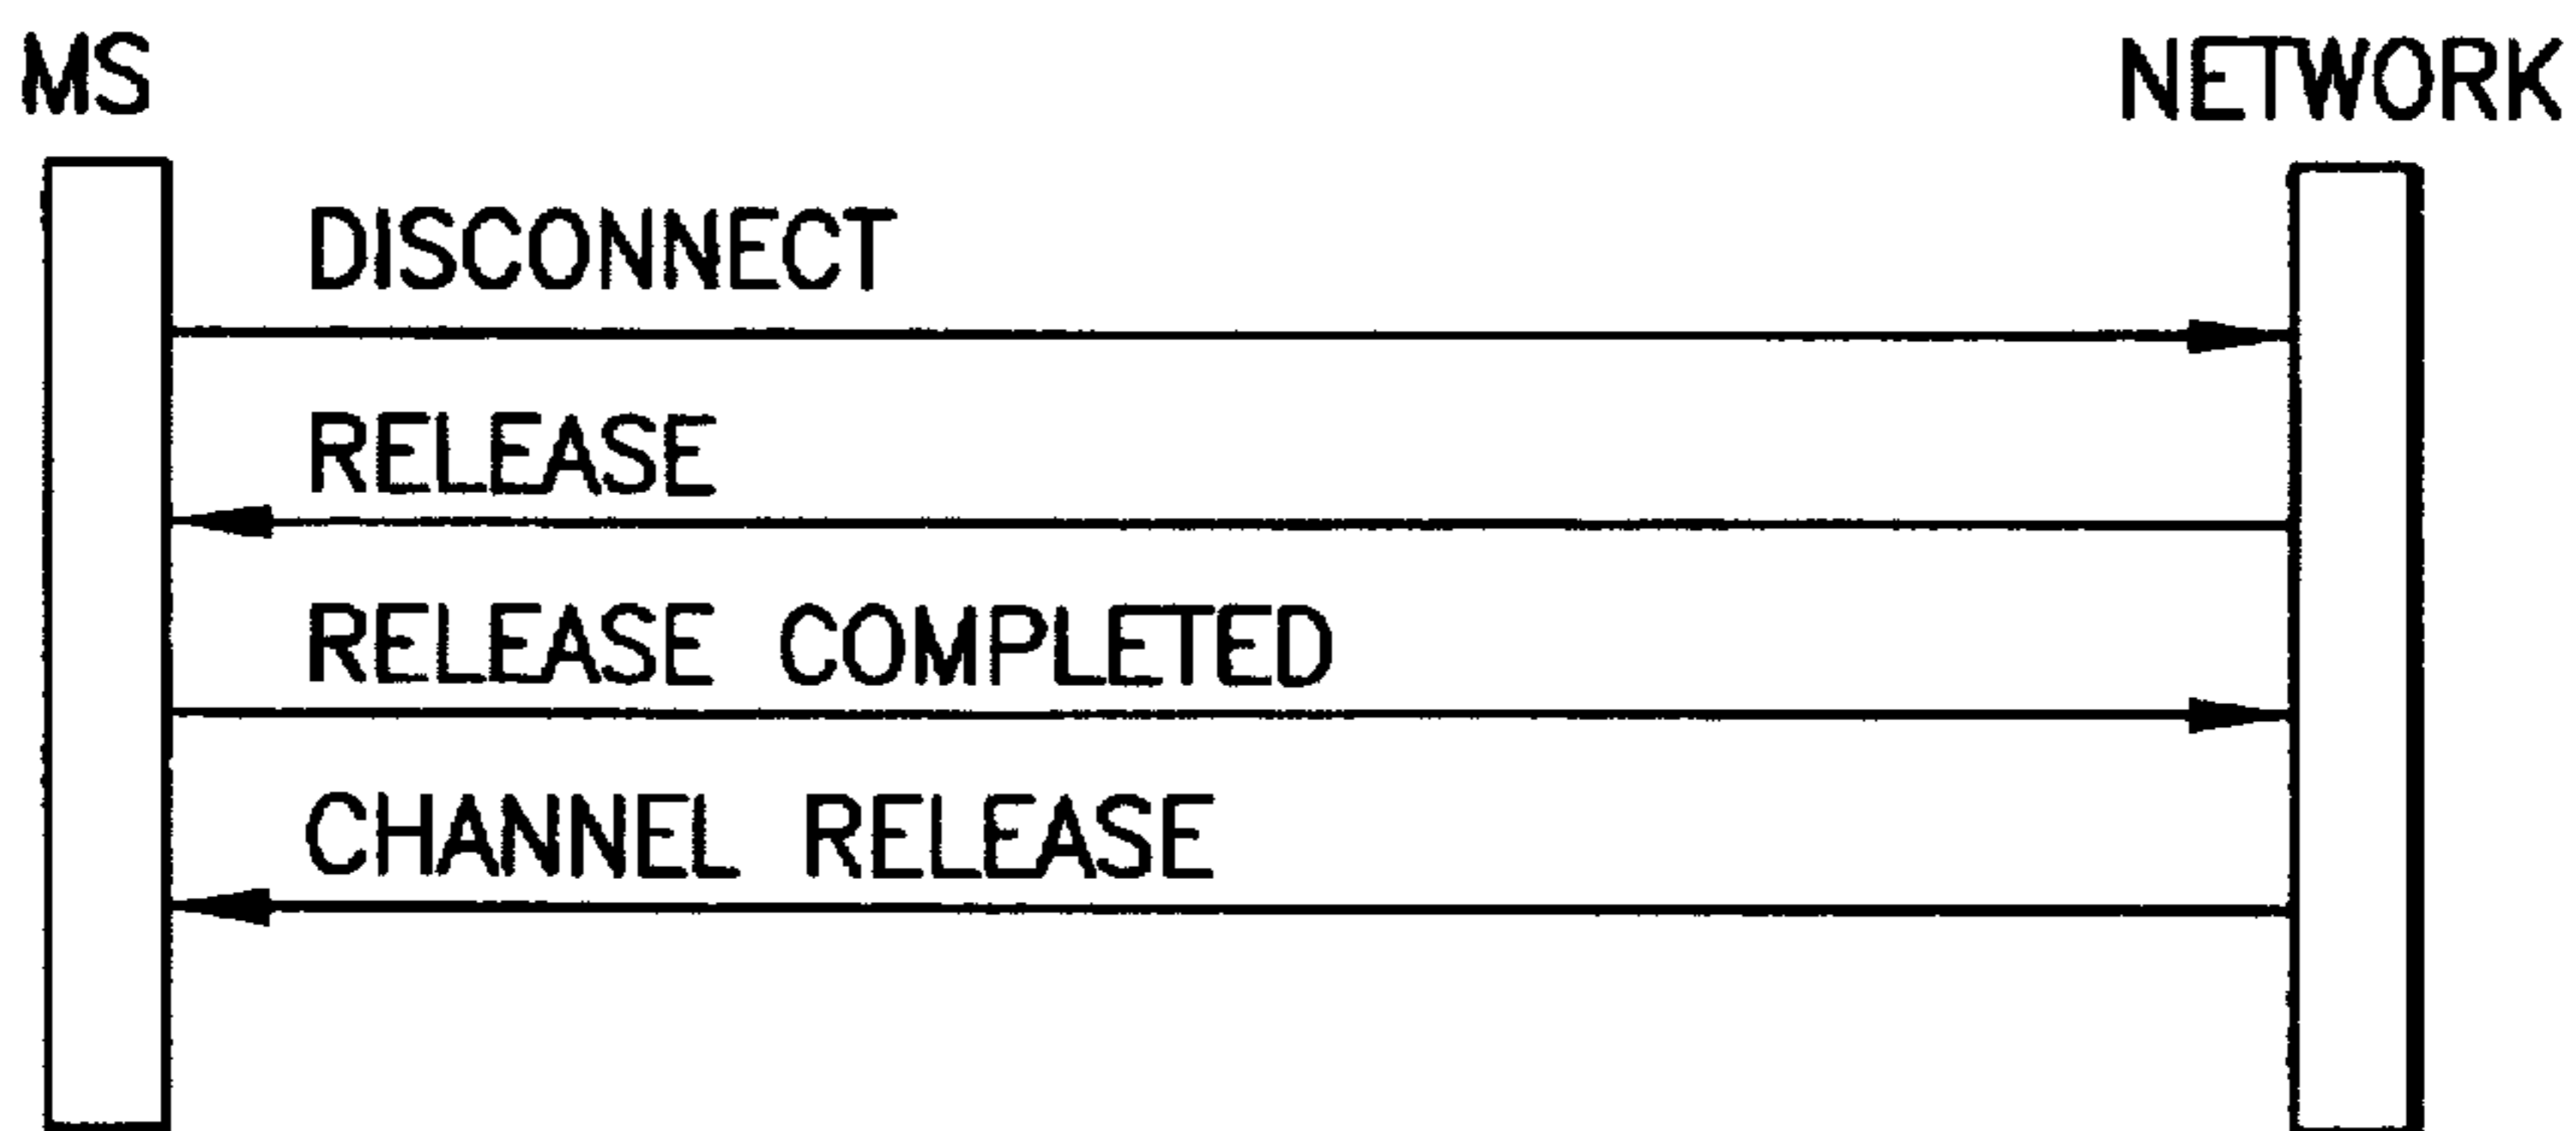 MS NETWORK
DISCONNECT
RELEASE
RELEASE COMPLETED
CHANNEL RELEASE